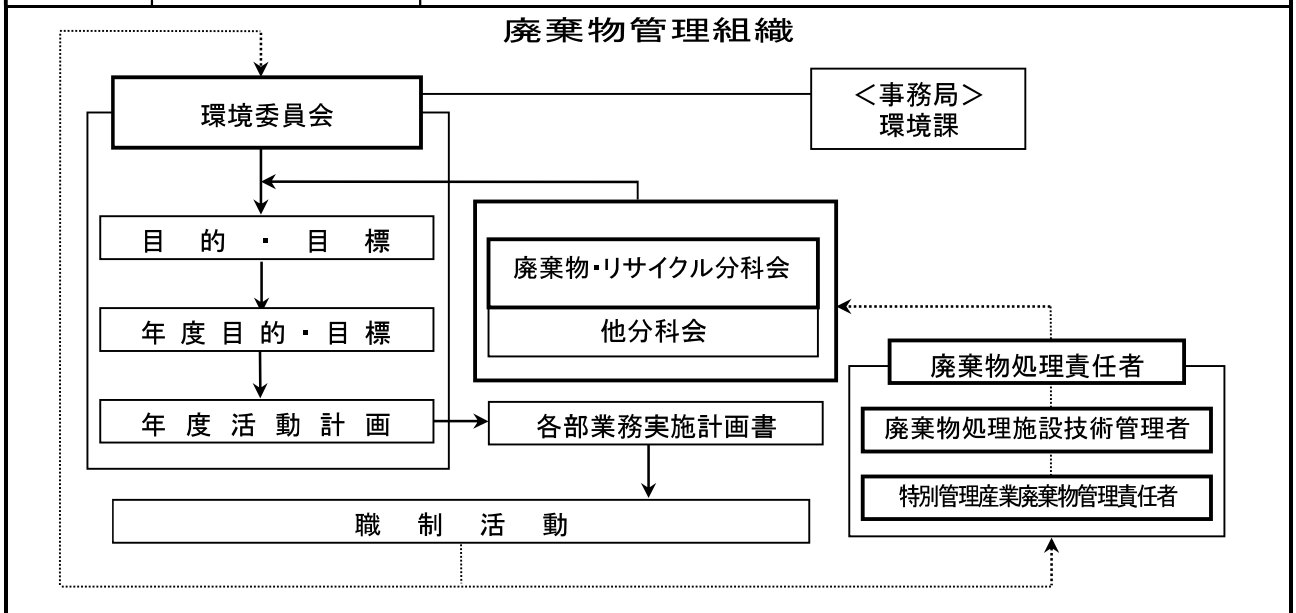 廃棄物管理組織
環境委員会
＜事務局＞
環境課
目的・目標
廃棄物・リサイクル分科会
他分科会
年度目的・目標
廃棄物処理責任者
年度活動計画
各部業務実施計画書
廃棄物処理施設技術管理者
特別管理産業廃棄物管理責任者
職制活動